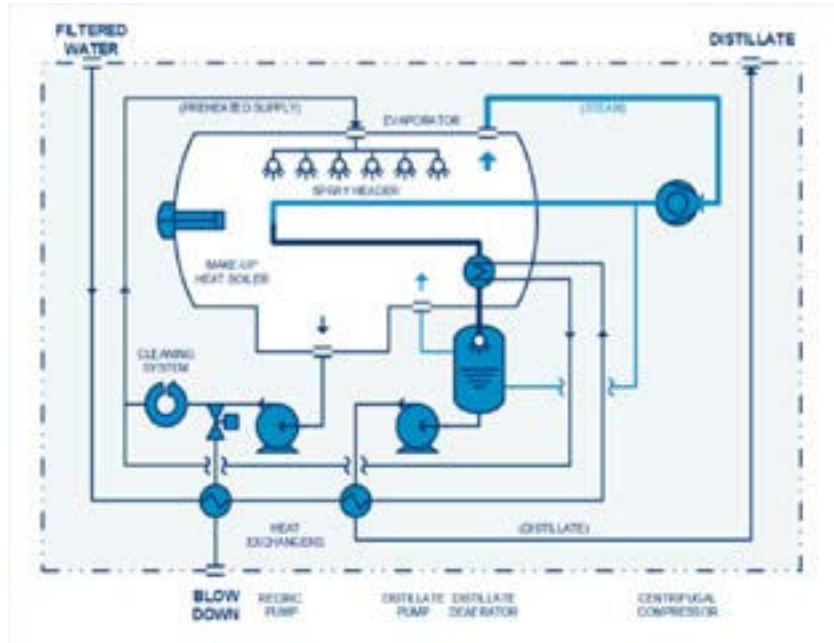 FILTERED
WATER
DISTILLATE
(PREHEATED SUPPLY)
EVAPORATOR
(STEAM)
SPRAY HEADER
MAKE-UP
HEAT BOILER
CLEANING
SYSTEM
HEAT
EXCHANGERS
(DISTILLATE)
BLOW
DOWN
RECIRC
PUMP
DISTILLATE
PUMP
DISTILLATE
DEAERATOR
CENTRIFUGAL
COMPRESSOR